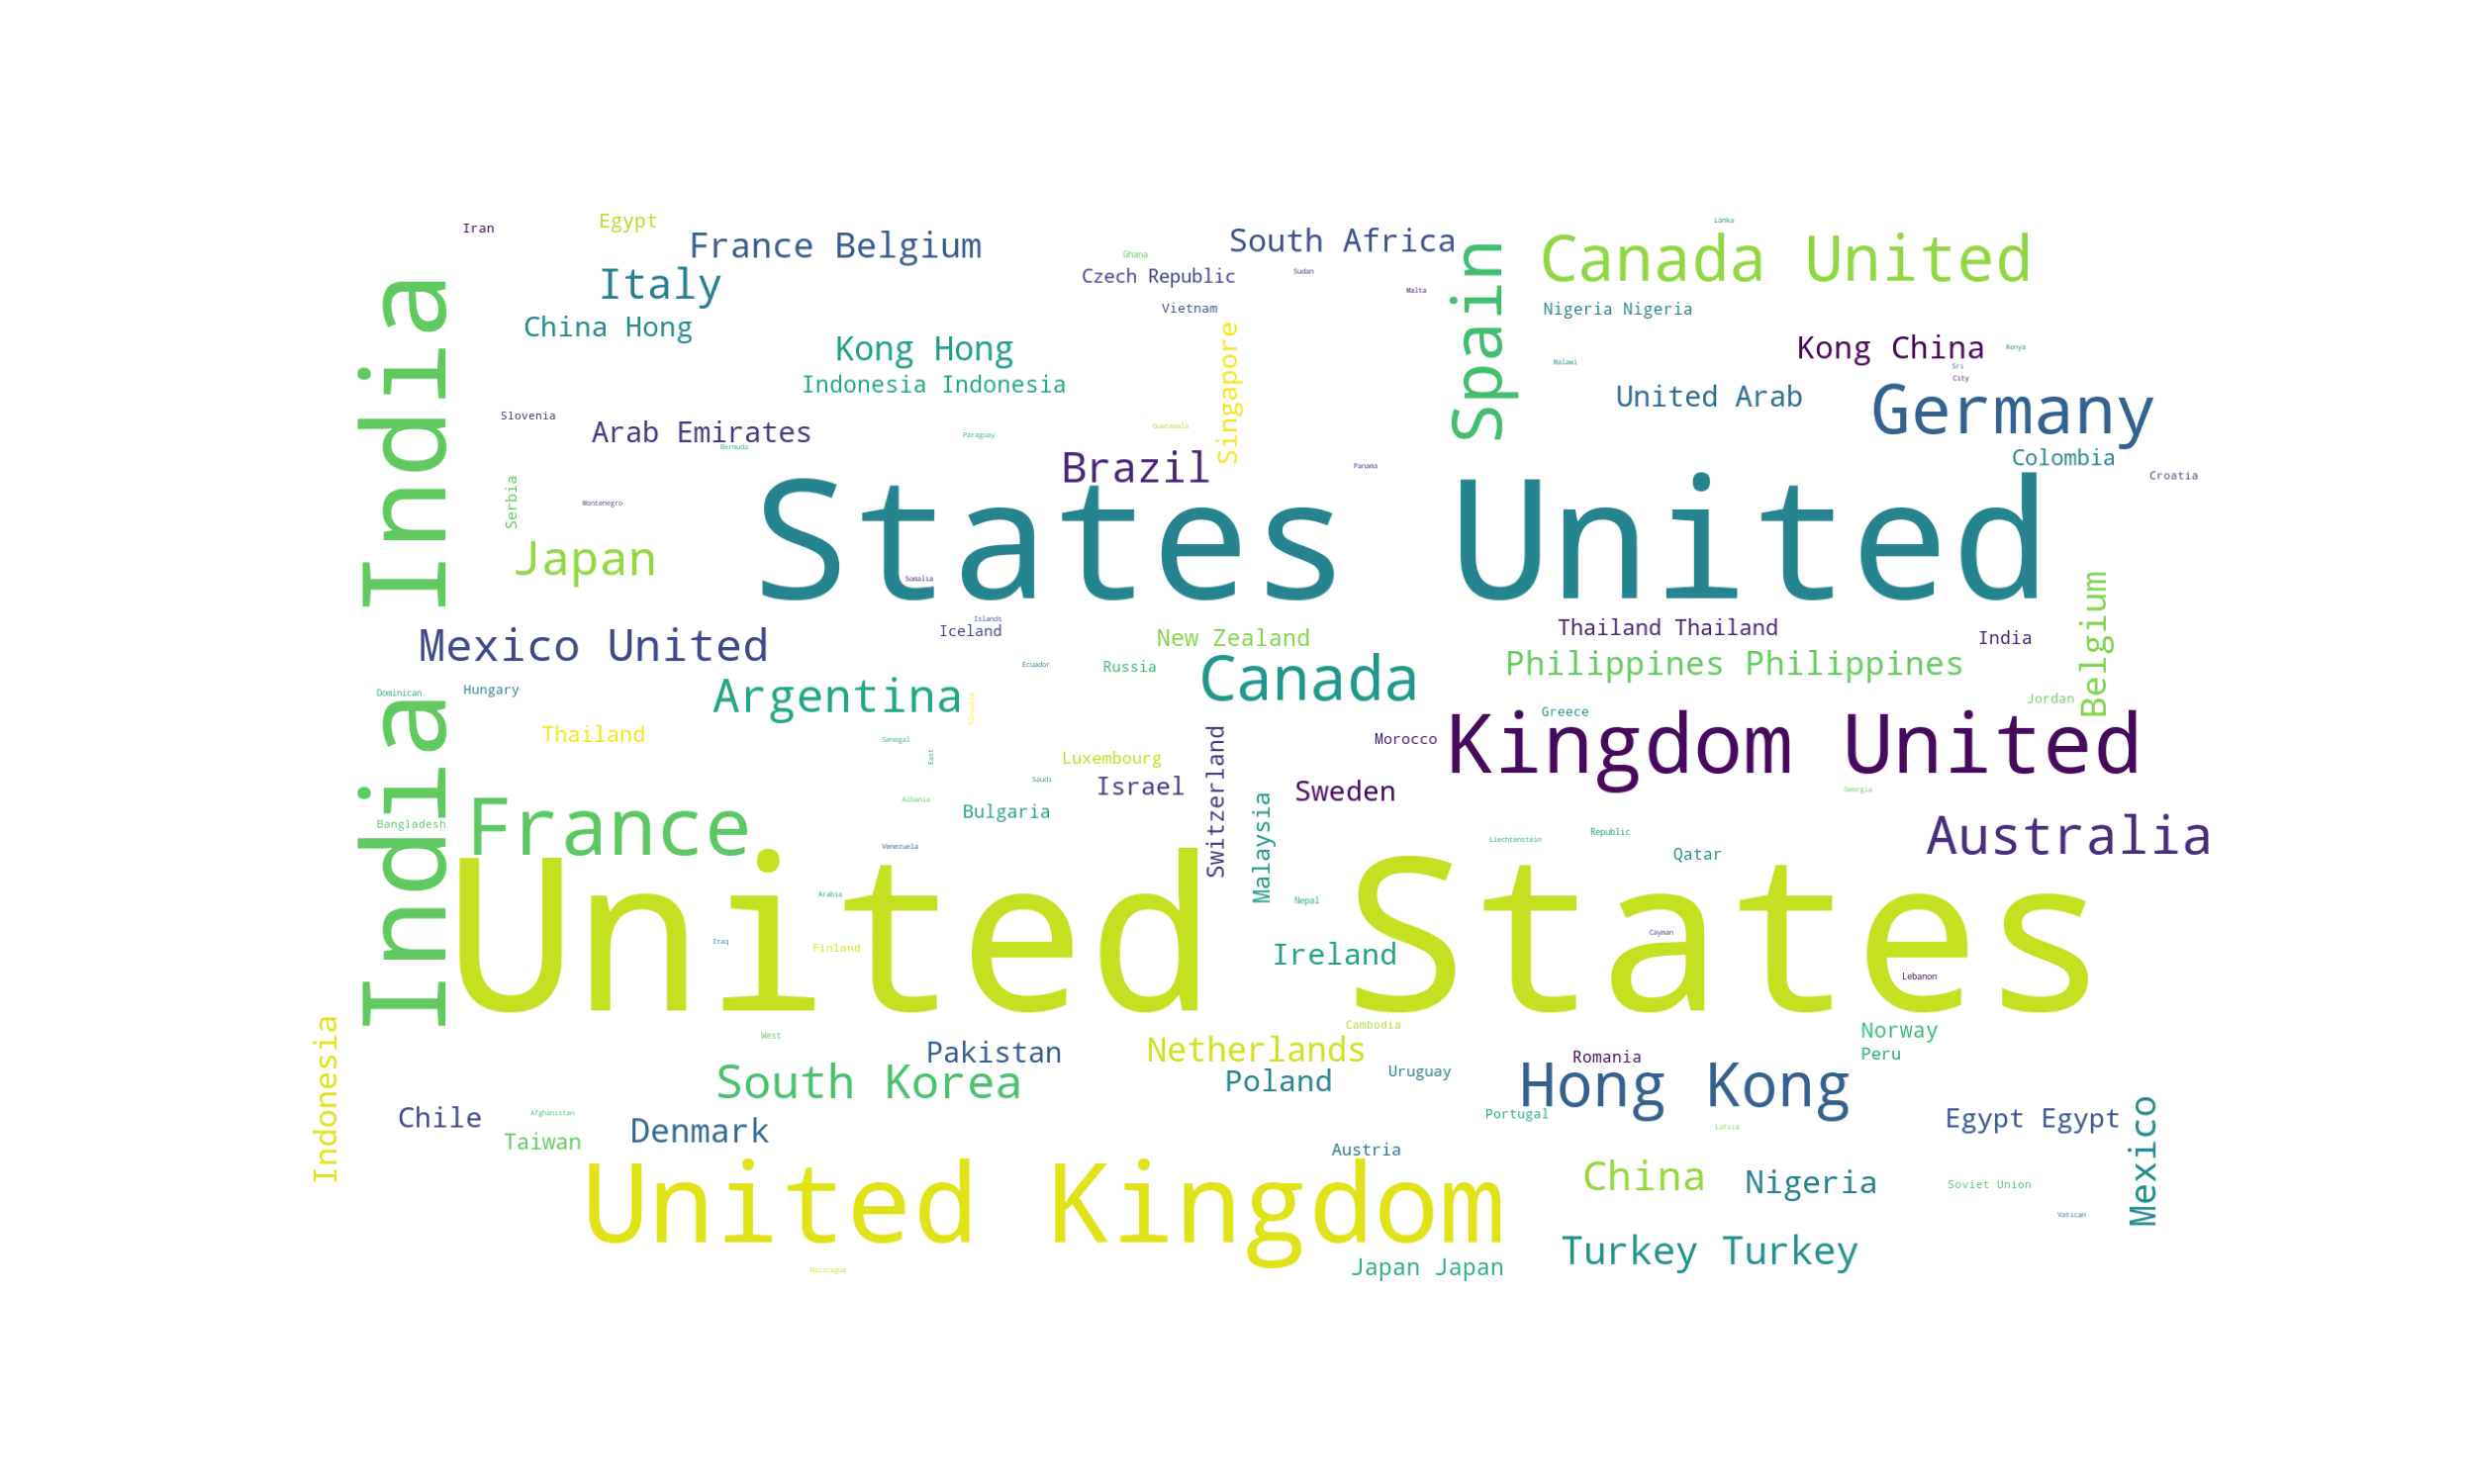 Lanka
Egypt
Iran
France Belgium
South Africa
Canada United
Spain
Ghana
Italy
Czech Republic
Sudan
India India
Malta
Vietnam
Nigeria Nigeria
China Hong
Kong Hong
Singapore
Kong China
Kenya
Malawi
Sri
City
Indonesia Indonesia
United Arab
Germany
Slovenia
Arab Emirates
Guatemala
Paraguay
Bermuda
Colombia
Brazil
Panama
Croatia
Serbia
Montenegro
States United
Japan
Somalia
Belgium
Islands
Iceland
Thailand Thailand
New Zealand
India
Mexico United
Ecuador
Russia
Philippines Philippines
Canada
Hungary
Dominican
Argentina
Slovakia
Jordan
Greece
Thailand
Senegal
East
Morocco
Kingdom United
Luxembourg
Switzerland
Saudi
Israel
Sweden
Georgia
Albania
Malaysia
Bulgaria
France
Bangladesh
Liechtenstein
Republic
Australia
Venezuela
Qatar
Arabia
Nepal
United States
Iraq
Finland
Cayman
Ireland
Lebanon
Cambodia
Indonesia
West
Norway
Pakistan
Netherlands
Romania
Peru
South Korea
Poland
Uruguay
Hong Kong
Mexico
Chile
Afghanistan
Portugal
Egypt Egypt
Latvia
Denmark
Taiwan
Austria
China
Nigeria
Soviet Union
United Kingdom
Vatican
Turkey Turkey
Nicaragua
Japan Japan